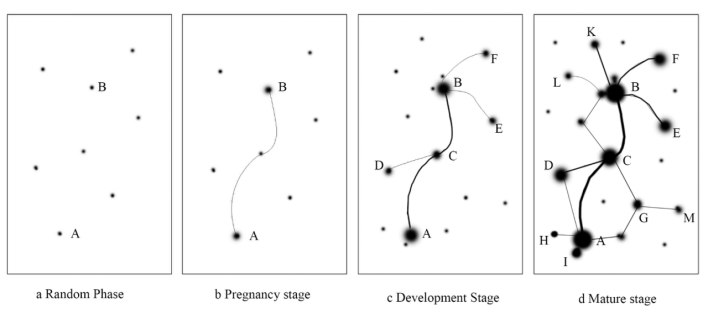 B
A
a Random Phase
B
A
b Pregnancy stage
F
B
E
C
D
A
c Development Stage
K
F
L
B
E
C
D
G
M
H
A
I
d Mature stage